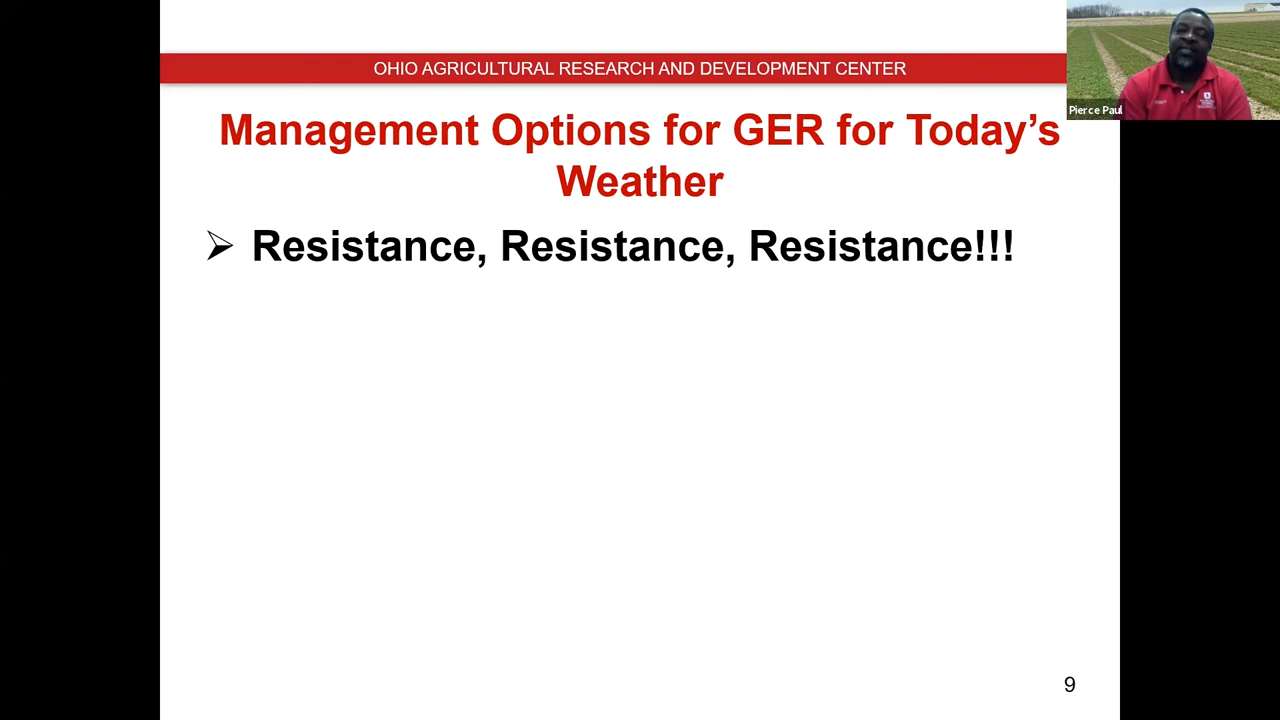 OHIO AGRICULTURAL RESEARCH AND DEVELOPMENT CENTER
Pierce Paul
Management Options for GER for Today’s
Weather
➢ Resistance, Resistance, Resistance!!!
9